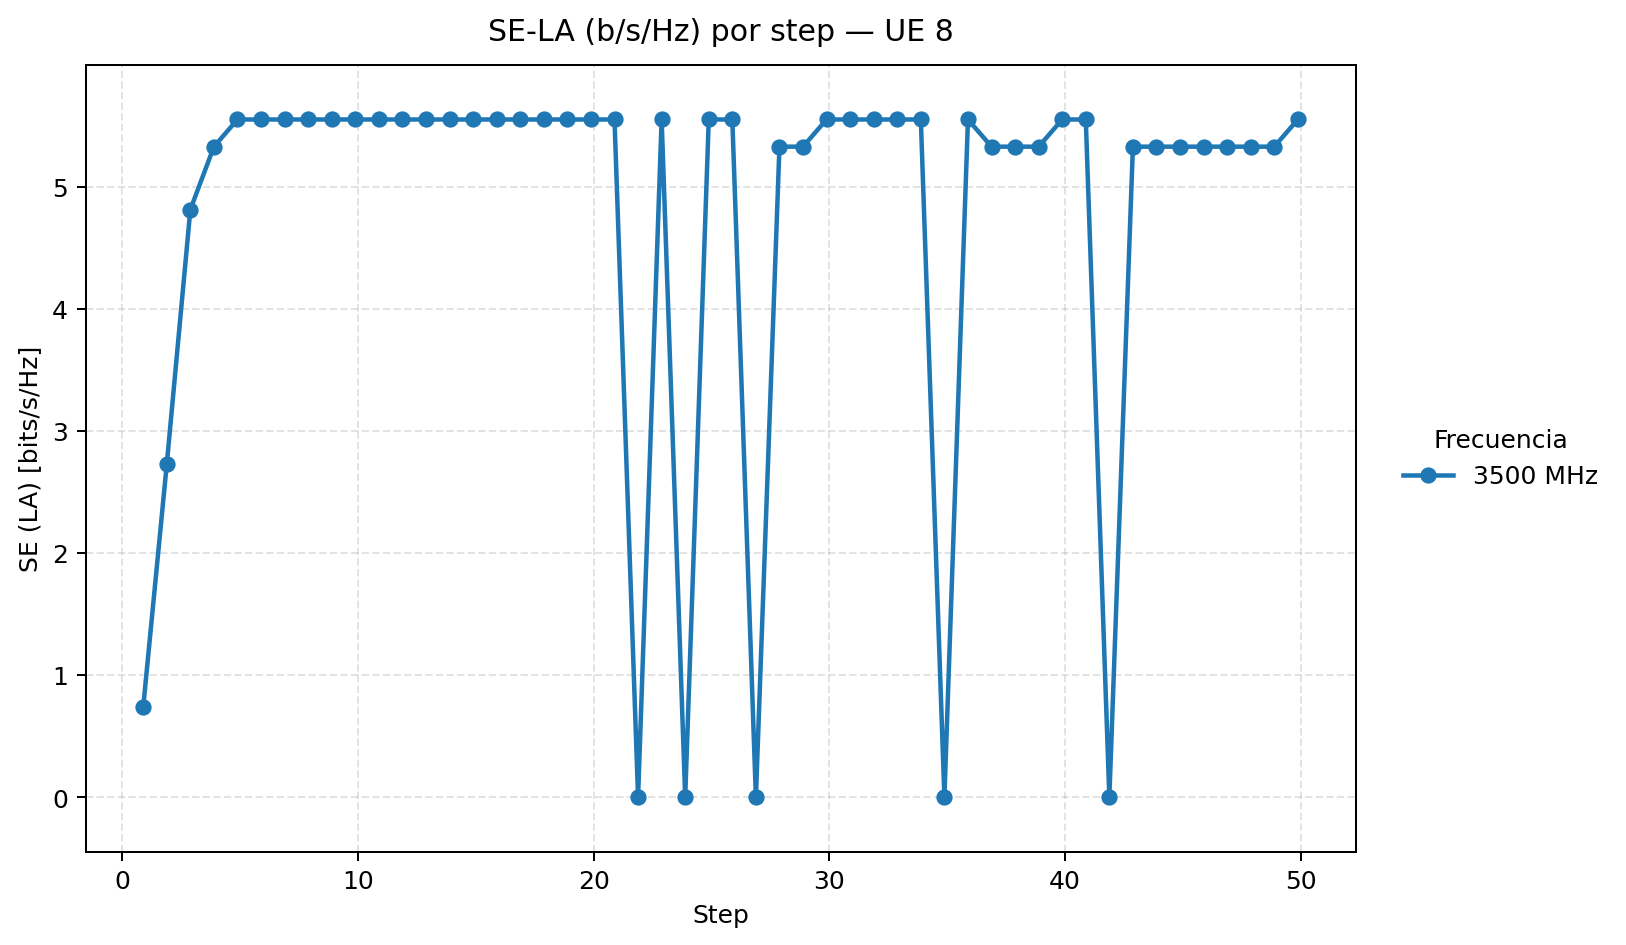 SE-LA (b/s/Hz) por step — UE 8
SE (LA) [bits/s/Hz]
5
4
3
2
1
0
0 10 20 30 40 50
Step
Frecuencia
3500 MHz